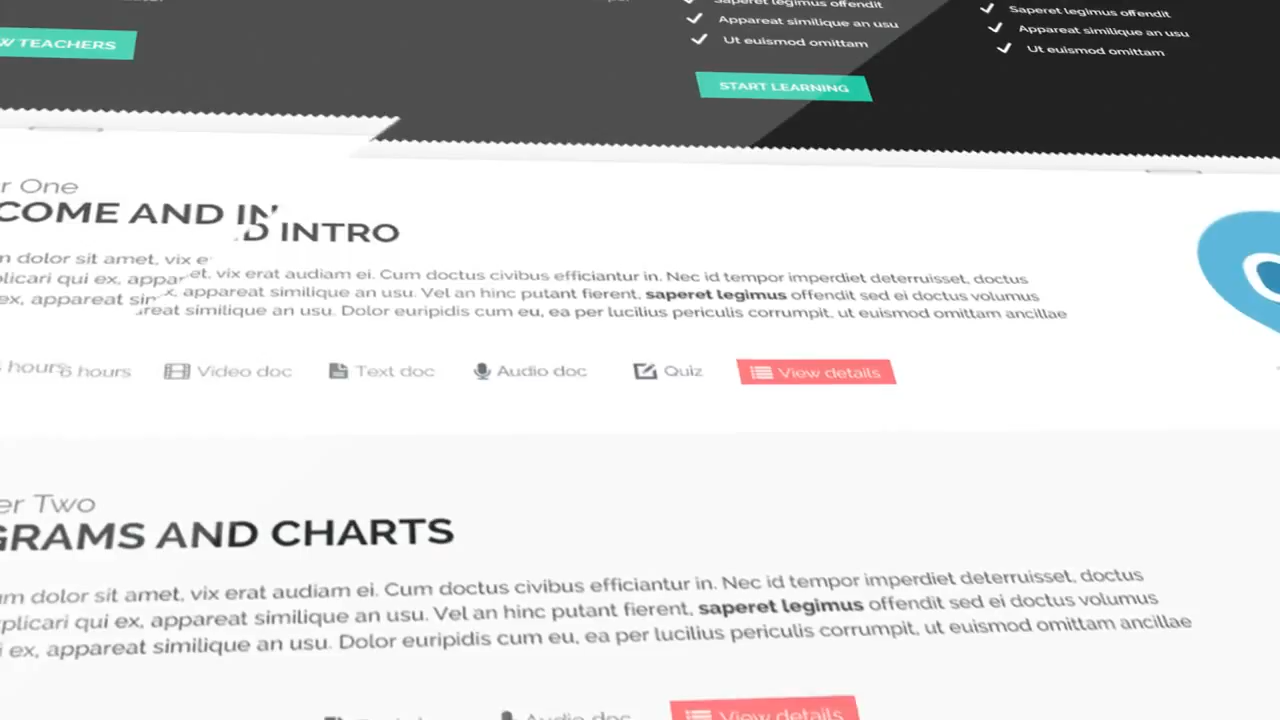 Saperet legimus offendit
Appareat similique an usu
Ut euismod omittam
Saperet legimus offendit
Appareat similique an usu
Ut euismod omittam
W TEACHERS
START LEARNING
r One
COME AND IN
D INTRO
m dolor sit amet, vix e
plicari qui ex, appar
ex, appareat sim
et, vix erat audiam ei. Cum doctus civibus efficiantur in. Nec id tempor imperdiet deterruisset, doctus
x, appareat similique an usu. Vel an hinc putant fierent, saperet legimus offendit sed ei doctus volumus
reat similique an usu. Dolor euripidis cum eu, ea per lucilius periculis corrumpit, ut euismod omittam ancillae
hours 6 hours Video doc Text doc Audio doc Quiz View details
er Two
GRAMS AND CHARTS
um dolor sit amet, vix erat audiam ei. Cum doctus civibus efficiantur in. Nec id tempor imperdiet deterruisset, doctus
plicari qui ex, appareat similique an usu. Vel an hinc putant fierent, saperet legimus offendit sed ei doctus volumus
i ex, appareat similique an usu. Dolor euripidis cum eu, ea per lucilius periculis corrumpit, ut euismod omittam ancillae
Text doc Audio doc View details